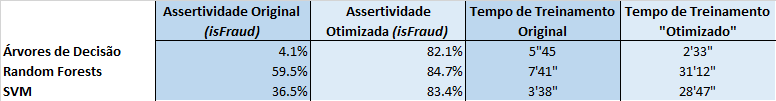 Assertividade Original (isFraud) Assertividade Otimizada (isFraud) Tempo de Treinamento Original Tempo de Treinamento "Otimizado"
Árvores de Decisão 4.1% 82.1% 5"45 2'33"
Random Forests 59.5% 84.7% 7'41" 31'12"
SVM 36.5% 83.4% 3'38" 28'47"